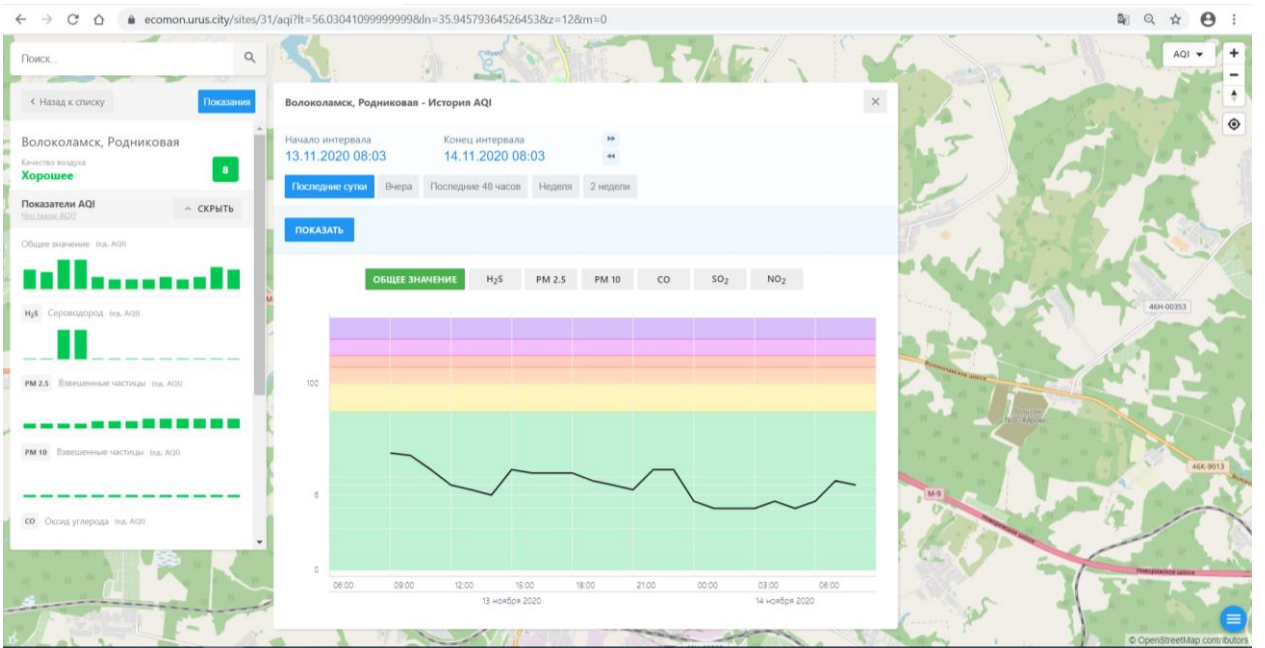 ecomon.urus.city/sites/31/aqi?lt=56.03041099999999&ln=35.94579364526453&z=12&m=0
Поиск...
AQI
< Назад к списку
Показания
Волоколамск, Родниковая
Качество воздуха
Хорошее
8
Показатели AQI
Что такое AQI?
СКРЫТЬ
Общее значение (ед. AQI)
H₂S Сероводород (ед. AQI)
PM 2.5 Взвешенные частицы (ед. AQI)
PM 10 Взвешенные частицы (ед. AQI)
CO Оксид углерода (ед. AQI)
Волоколамск, Родниковая - История AQI
Начало интервала
13.11.2020 08:03
Конец интервала
14.11.2020 08:03
Последние сутки
Вчера
Последние 48 часов
Неделя
2 недели
ПОКАЗАТЬ
ОБЩЕЕ ЗНАЧЕНИЕ
H₂S
PM 2.5
PM 10
CO
SO₂
NO₂
100
6
0
06:00 09:00 12:00 15:00 18:00 21:00 00:00 03:00 06:00
13 ноября 2020
14 ноября 2020
46Н-00353
Волоколамское шоссе
Полигон
46К-9013
М-9
Новорижское шоссе
Новорижское шоссе
© OpenStreetMap contributors